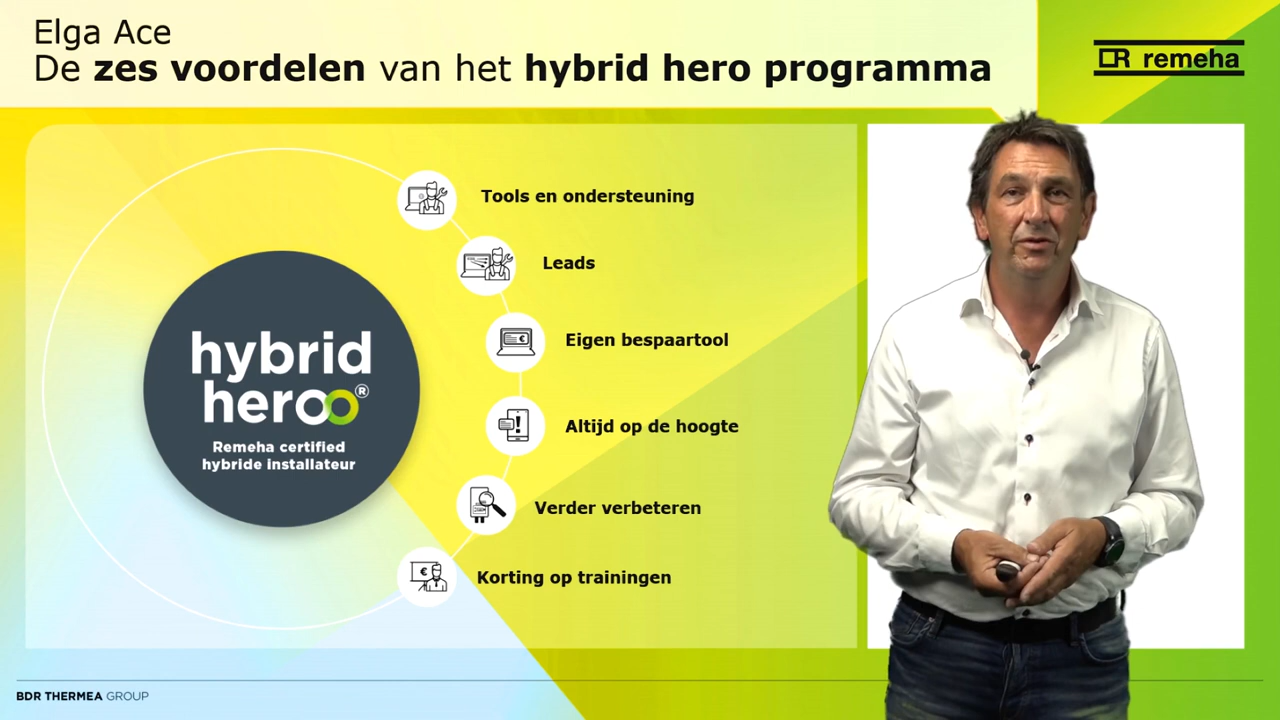 Elga Ace
De zes voordelen van het hybrid hero programma
remeha
Tools en ondersteuning
Leads
Eigen bespaartool
Altijd op de hoogte
Verder verbeteren
Korting op trainingen
hybrid
heroo®
Remeha certified
hybride installateur
BDR THERMEA GROUP